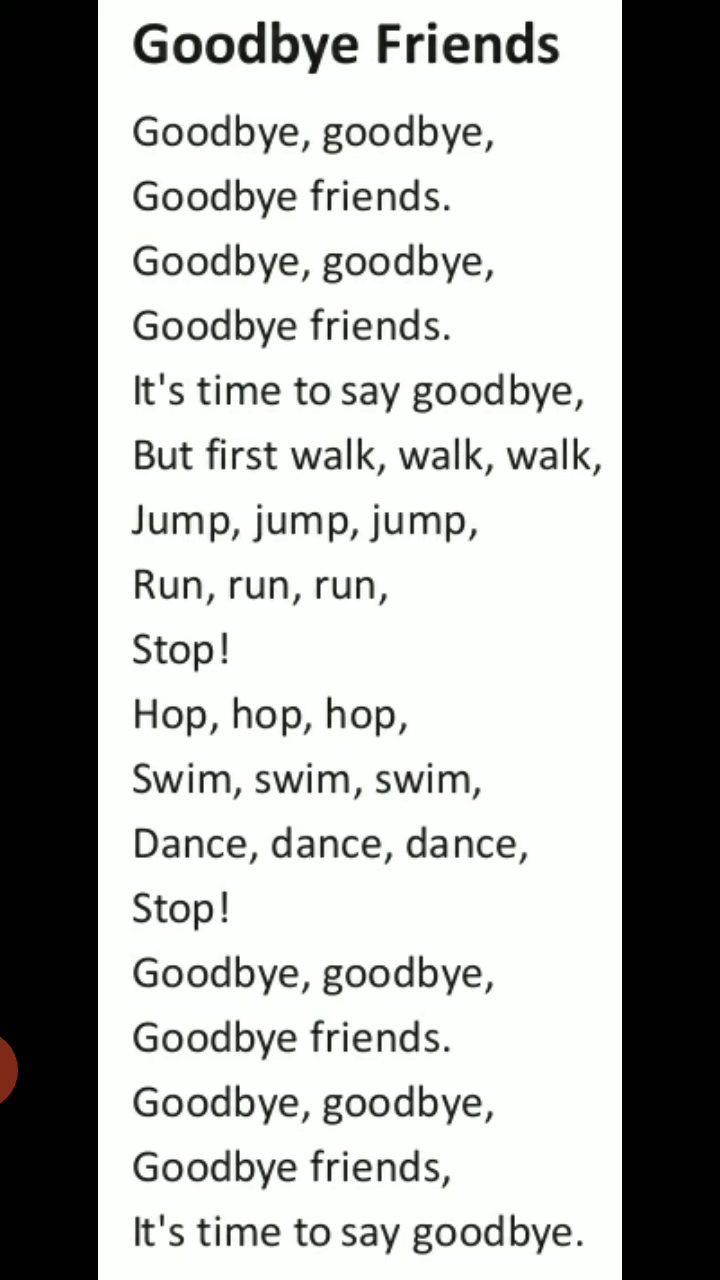 Goodbye Friends
Goodbye, goodbye,
Goodbye friends.
Goodbye, goodbye,
Goodbye friends.
It's time to say goodbye,
But first walk, walk, walk,
Jump, jump, jump,
Run, run, run,
Stop!
Hop, hop, hop,
Swim, swim, swim,
Dance, dance, dance,
Stop!
Goodbye, goodbye,
Goodbye friends.
Goodbye, goodbye,
Goodbye friends,
It's time to say goodbye.